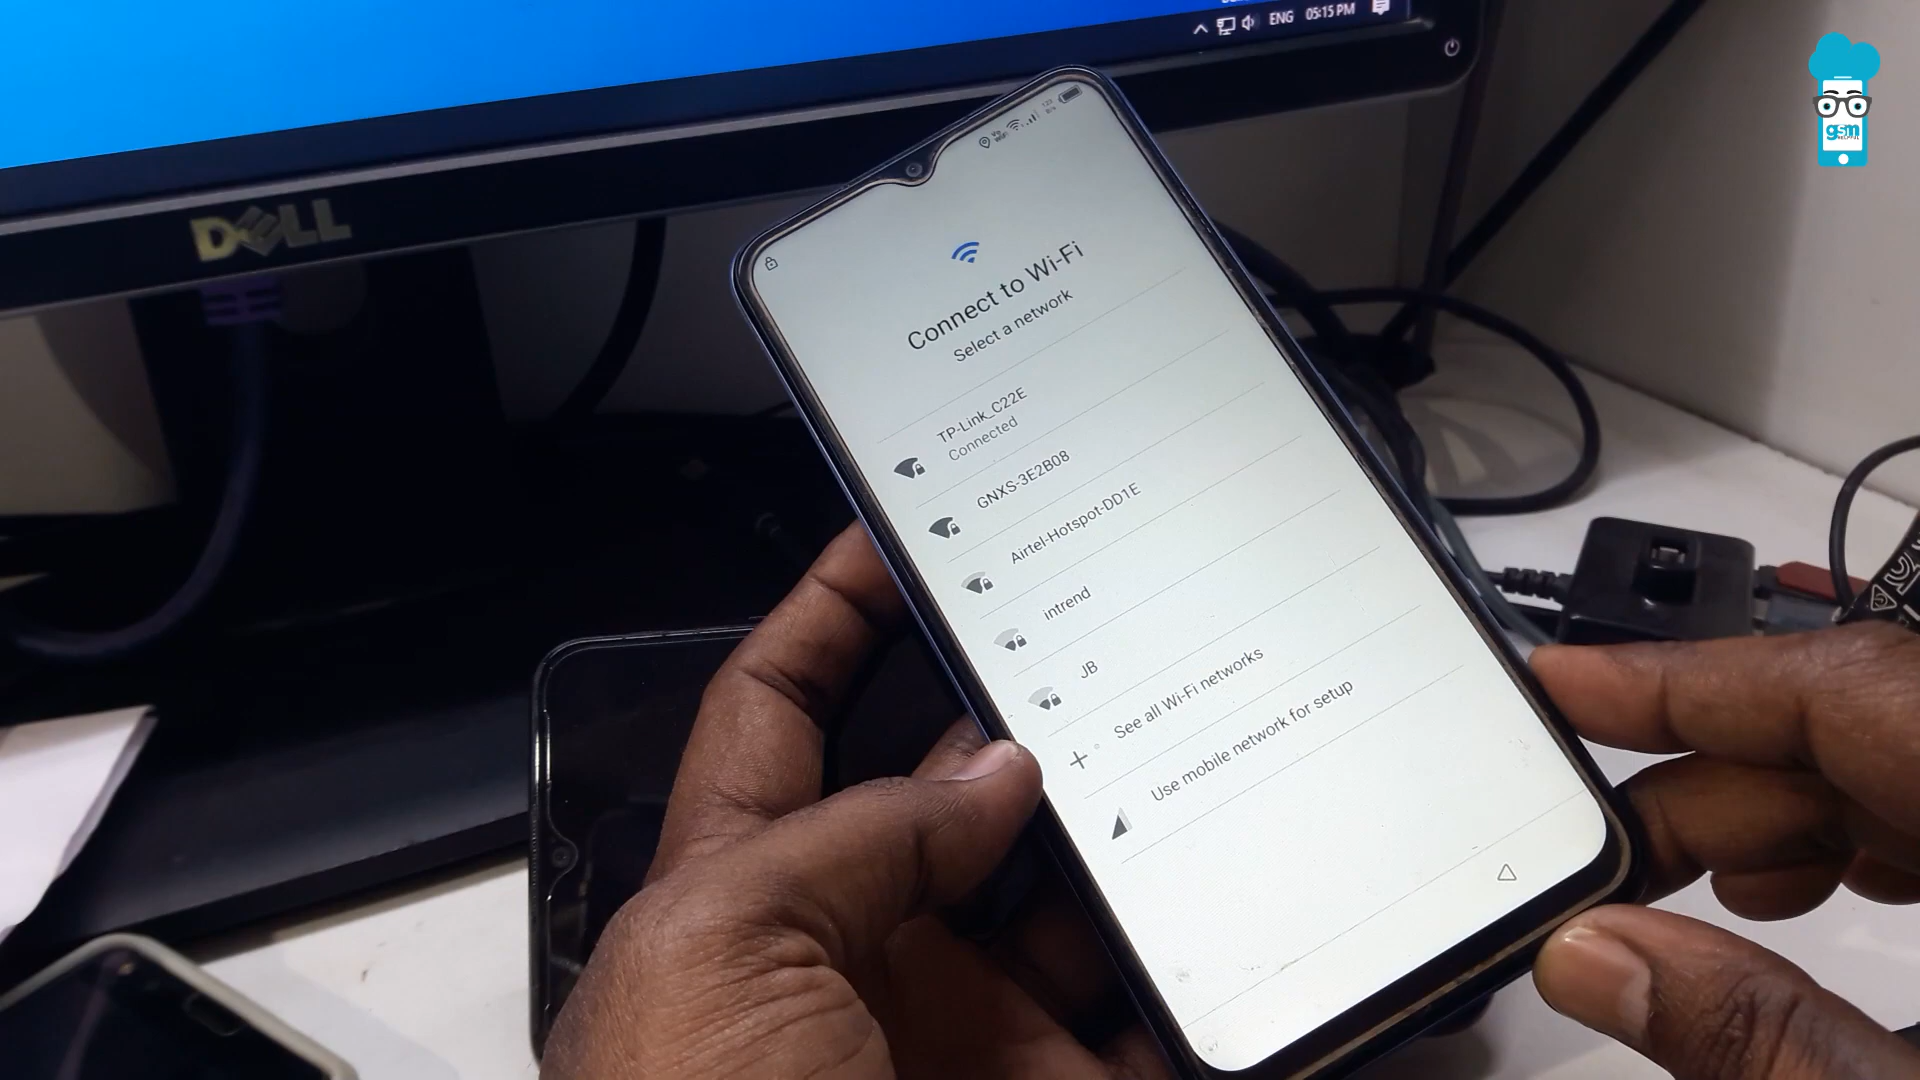 ENG 05:15 PM
gsm
DELL
Connect to Wi-Fi
Select a network
TP-Link_C22E
Connected
GNXS-3E2B08
Airtel-Hotspot-DD1E
intrend
JB
See all Wi-Fi networks
Use mobile network for setup